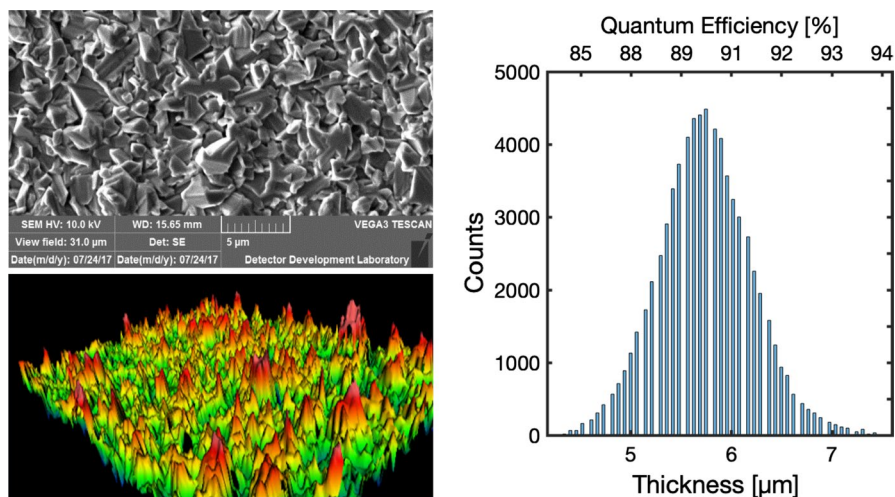 SEM HV: 10.0 kV WD: 15.65 mm VEGA3 TESCAN
View field: 31.0 µm Det: SE 5 µm
Date(m/d/y): 07/24/17 Date(m/d/y): 07/24/17 Detector Development Laboratory
Quantum Efficiency [%]
85 88 89 91 92 93 94
5000
4000
3000
2000
1000
0
Counts
5 6 7
Thickness [µm]